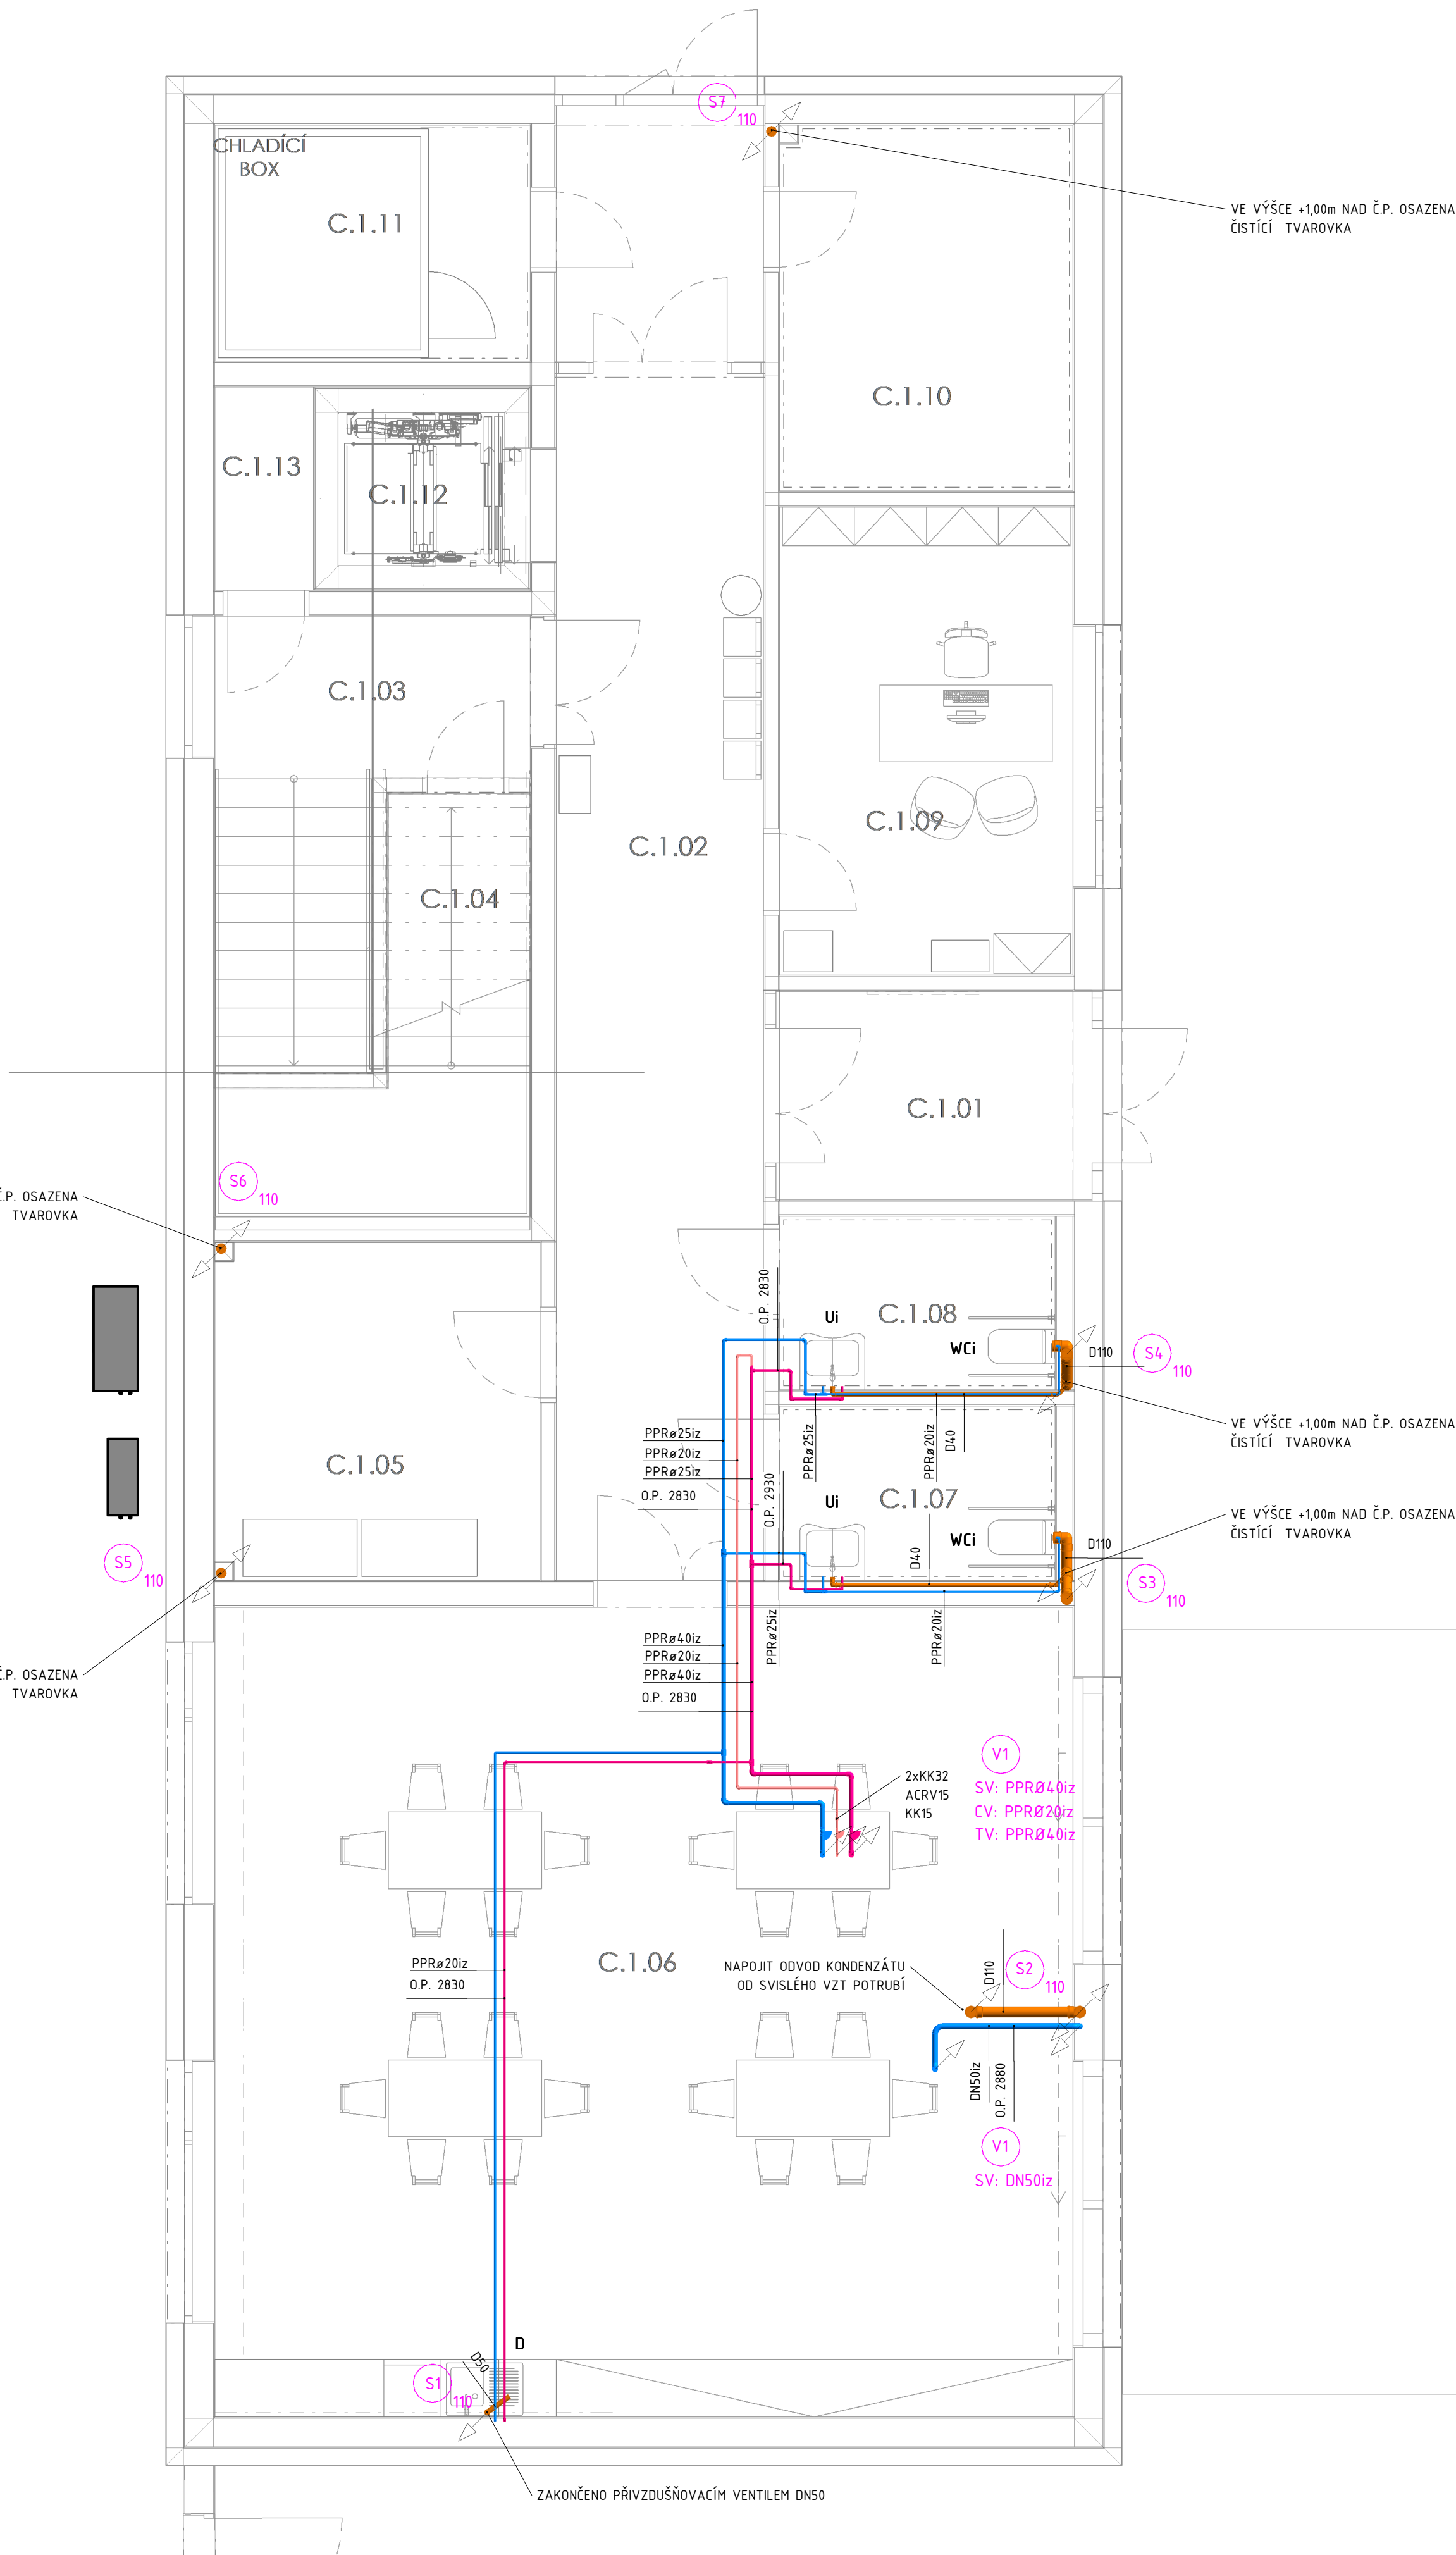 S7
110
CHLADÍCÍ
BOX
C.1.11
VE VÝŠCE +1,00m NAD Č.P. OSAZENA
ČISTÍCÍ TVAROVKA
C.1.10
C.1.13
C.1.12
C.1.03
C.1.09
C.1.02
C.1.04
C.1.01
S6
110
Č.P. OSAZENA
TVAROVKA
O.P. 2830
Ui
C.1.08
WCi
D110
S4
110
VE VÝŠCE +1,00m NAD Č.P. OSAZENA
ČISTÍCÍ TVAROVKA
PPRø25iz
PPRø20iz
PPRø25iz
O.P. 2830
PPRø25iz
PPRø20iz
D40
C.1.05
O.P. 2930
Ui
C.1.07
WCi
D110
VE VÝŠCE +1,00m NAD Č.P. OSAZENA
ČISTÍCÍ TVAROVKA
D40
S5
110
S3
110
PPRø25iz
PPRø20iz
PPRø40iz
PPRø20iz
PPRø40iz
O.P. 2830
Č.P. OSAZENA
TVAROVKA
V1
SV: PPRØ40iz
CV: PPRØ20iz
TV: PPRØ40iz
2xKK32
ACRV15
KK15
C.1.06
PPRø20iz
O.P. 2830
NAPOJIT ODVOD KONDENZÁTU
OD SVISLÉHO VZT POTRUBÍ
D110
S2
110
DN50iz
O.P. 2880
V1
SV: DN50iz
D
D50
S1
110
ZAKONČENO PŘIVZDUŠŇOVACÍM VENTILEM DN50